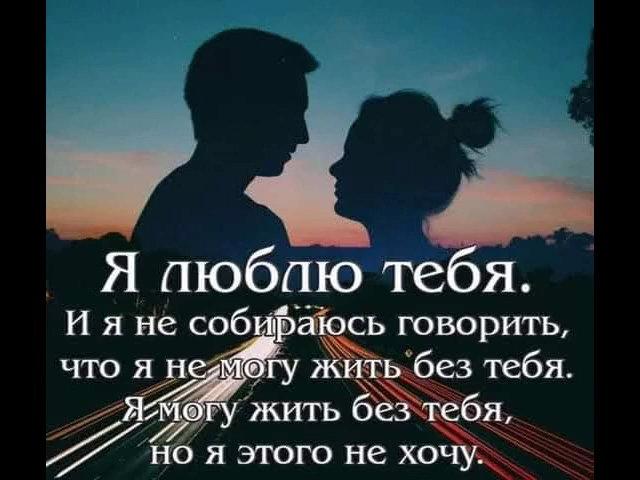 Я люблю тебя.
И я не собираюсь говорить,
что я не могу жить без тебя.
Я могу жить без тебя,
но я этого не хочу.